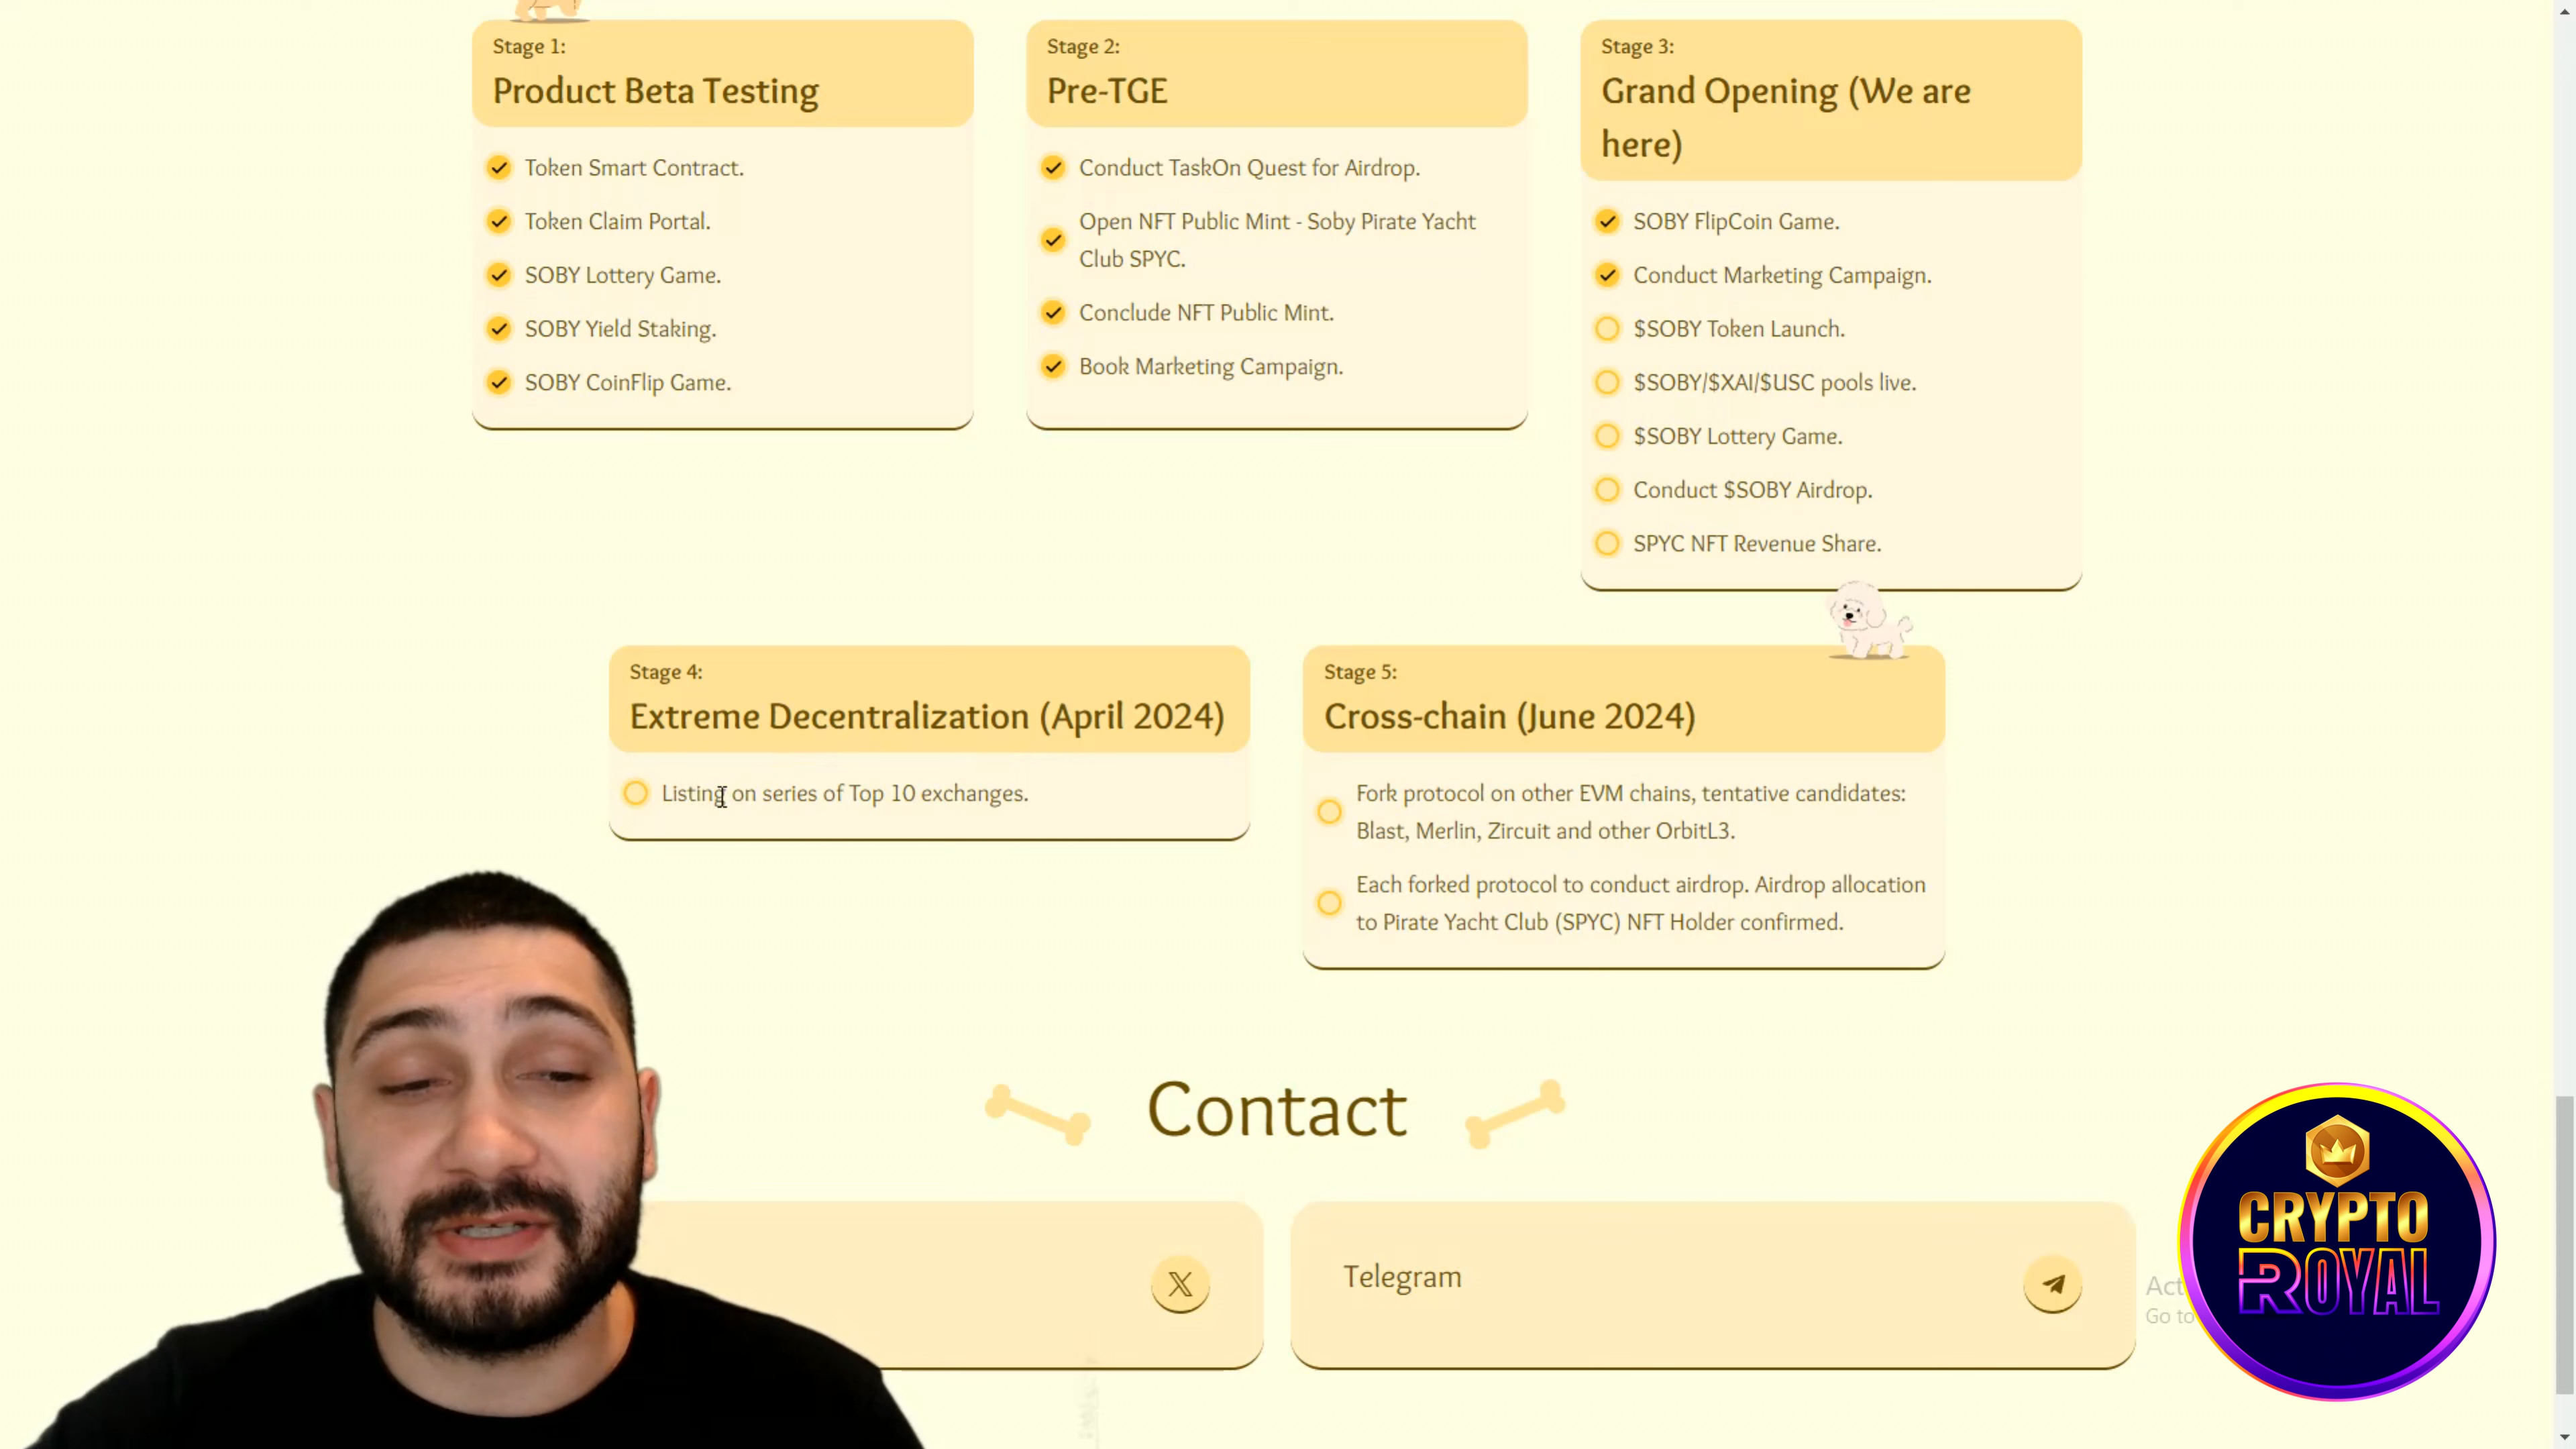 Stage 1:
Product Beta Testing
Token Smart Contract.
Token Claim Portal.
SOBY Lottery Game.
SOBY Yield Staking.
SOBY CoinFlip Game.
Stage 2:
Pre-TGE
Conduct TaskOn Quest for Airdrop.
Open NFT Public Mint - Soby Pirate Yacht
Club SPYC.
Conclude NFT Public Mint.
Book Marketing Campaign.
Stage 3:
Grand Opening (We are
here)
SOBY FlipCoin Game.
Conduct Marketing Campaign.
$SOBY Token Launch.
$SOBY/$XAI/$USC pools live.
$SOBY Lottery Game.
Conduct $SOBY Airdrop.
SPYC NFT Revenue Share.
Stage 4:
Extreme Decentralization (April 2024)
Listing on series of Top 10 exchanges.
Stage 5:
Cross-chain (June 2024)
Fork protocol on other EVM chains, tentative candidates:
Blast, Merlin, Zircuit and other OrbitL3.
Each forked protocol to conduct airdrop. Airdrop allocation
to Pirate Yacht Club (SPYC) NFT Holder confirmed.
Contact
Telegram
Go to
CRYPTO
ROYAL